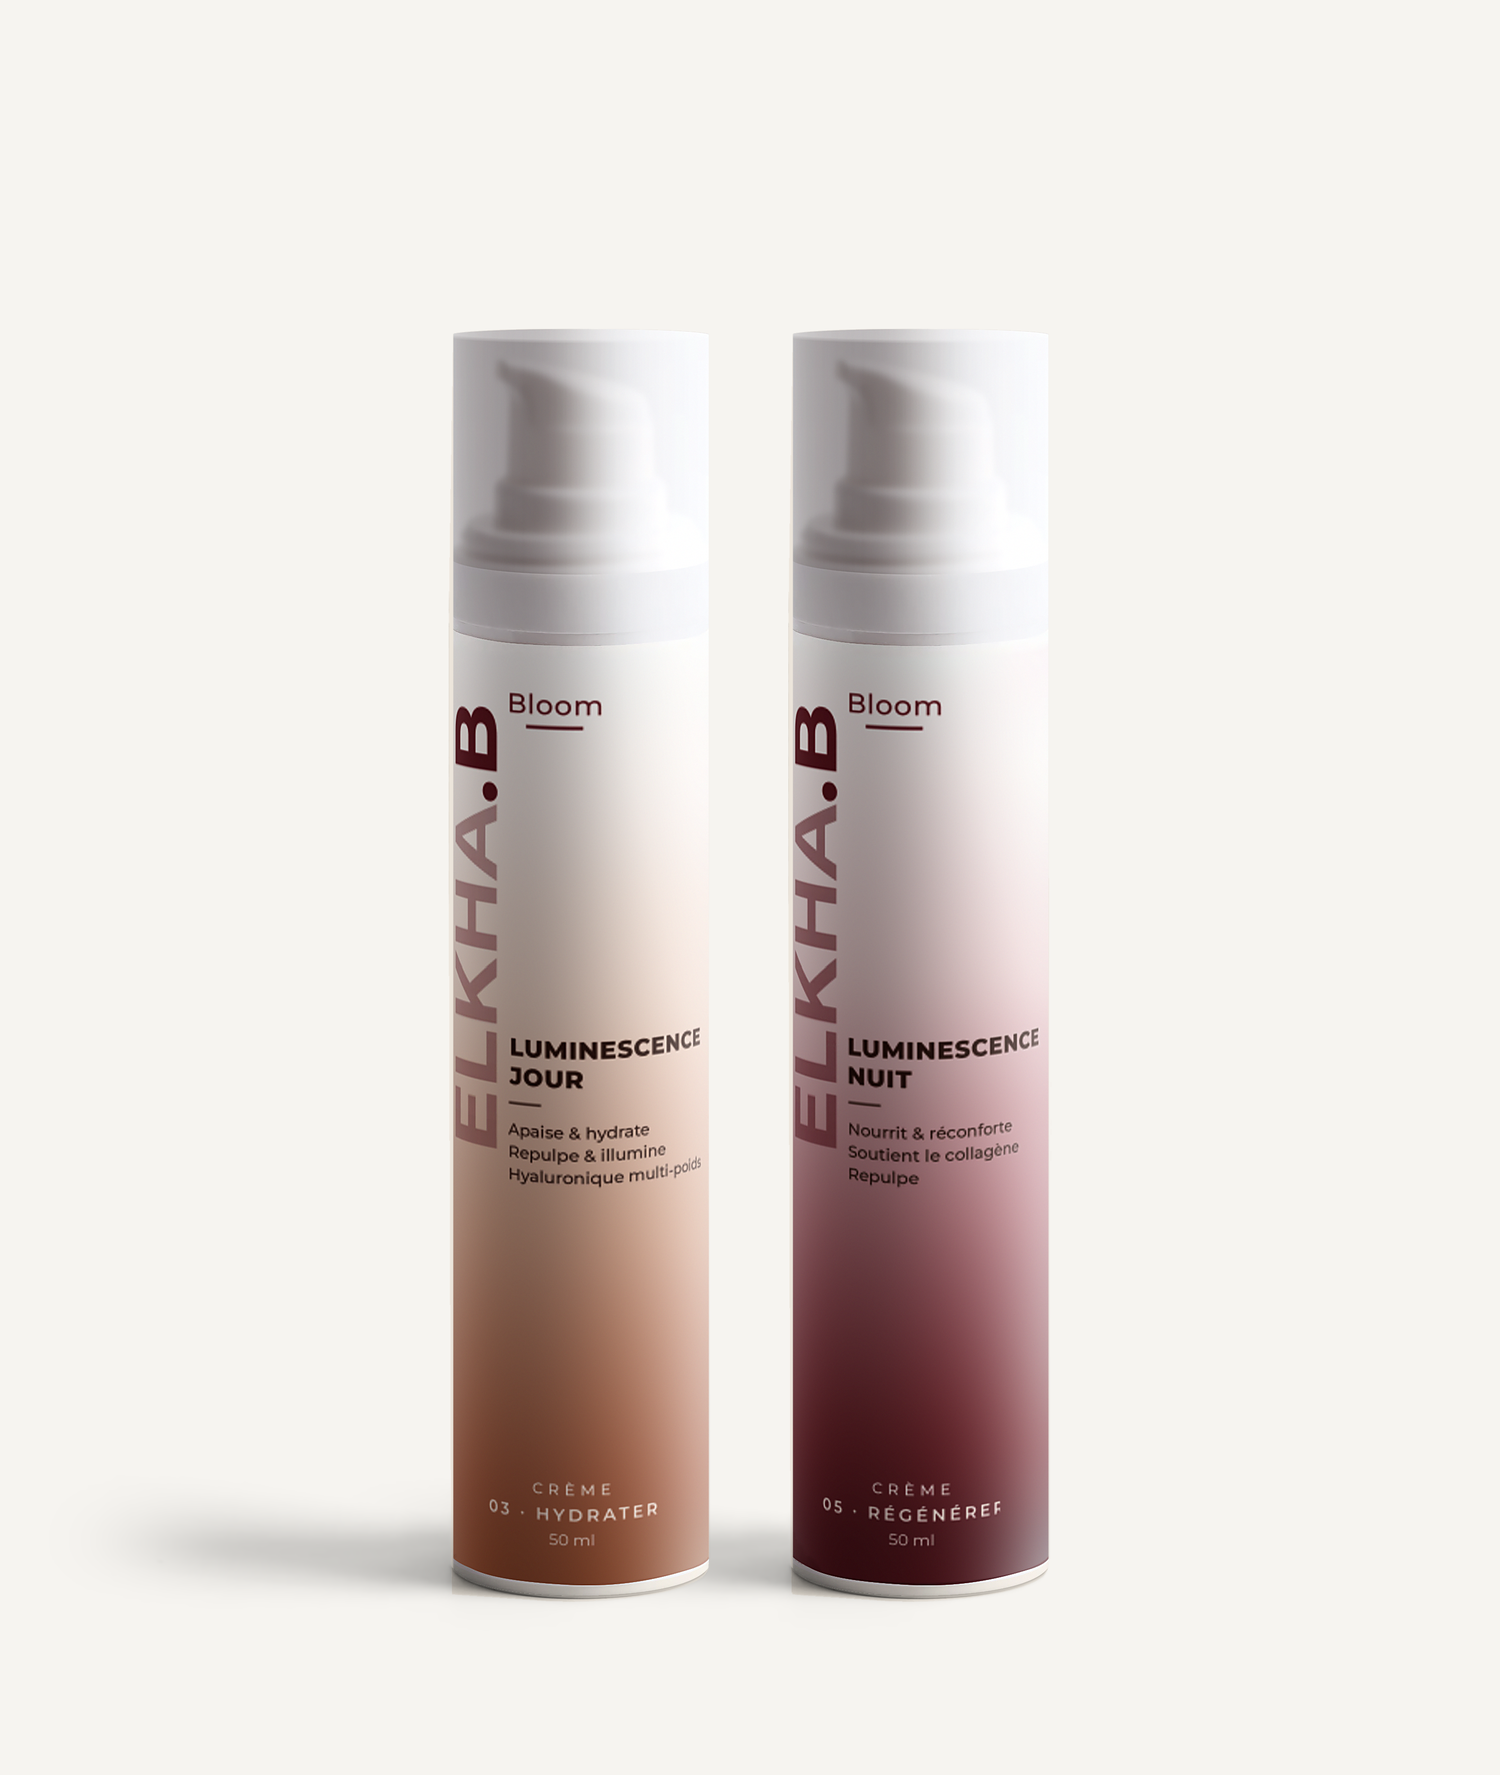 Bloom
ELKHA.B
LUMINESCENCE
JOUR
Apaise & hydrate
Repulpe & illumine
Hyaluronique multi-poids
CRÈME
03 · HYDRATER
50 ml
Bloom
ELKHA.B
LUMINESCENCE
NUIT
Nourrit & réconforte
Soutient le collagène
Repulpe
CRÈME
05 · RÉGÉNÉRER
50 ml